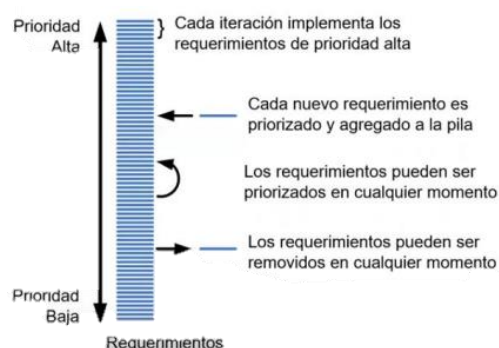 Prioridad
Alta
Cada iteración implementa los
requerimientos de prioridad alta
Cada nuevo requerimiento es
priorizado y agregado a la pila
Los requerimientos pueden ser
priorizados en cualquier momento
Los requerimientos pueden ser
removidos en cualquier momento
Prioridad
Baja
Requerimientos